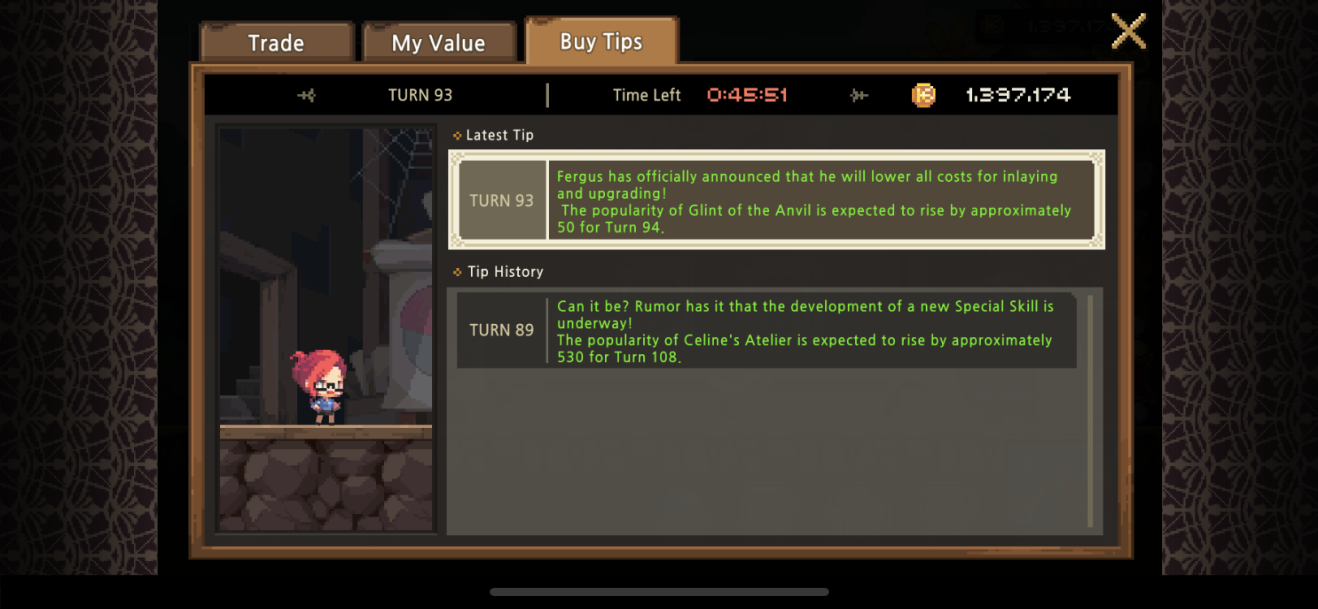 Trade
My Value
Buy Tips
TURN 93
Time Left
0:45:51
1,397,174
Latest Tip
TURN 93
Fergus has officially announced that he will lower all costs for inlaying
and upgrading!
The popularity of Glint of the Anvil is expected to rise by approximately
50 for Turn 94.
Tip History
TURN 89
Can it be? Rumor has it that the development of a new Special Skill is
underway!
The popularity of Celine's Atelier is expected to rise by approximately
530 for Turn 108.